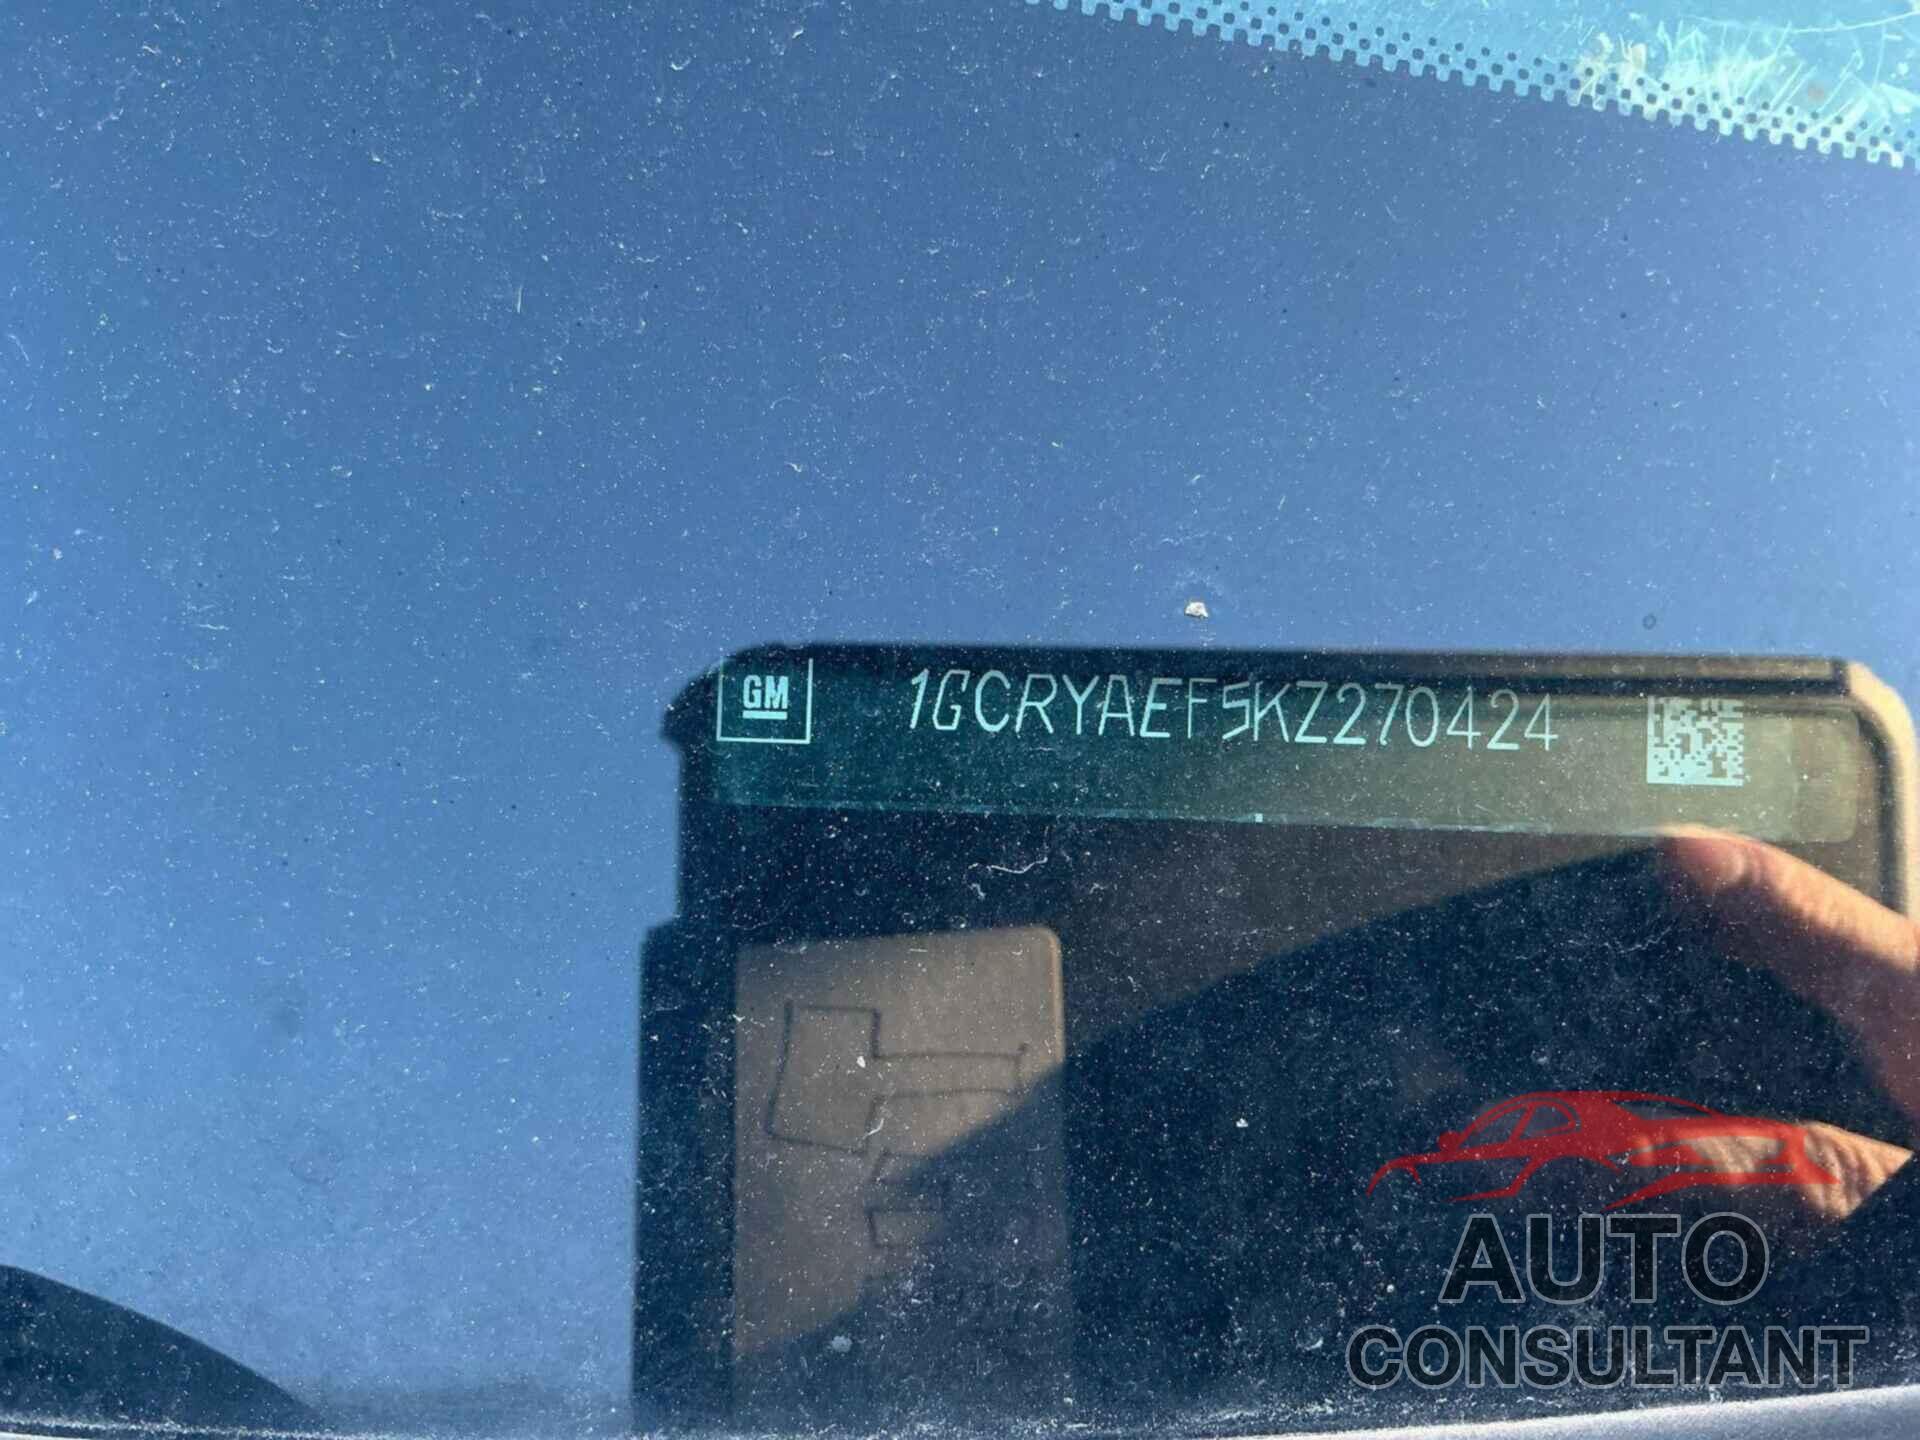 GM
1GCRYAEF5KZ270424
AUTO
CONSULTANT